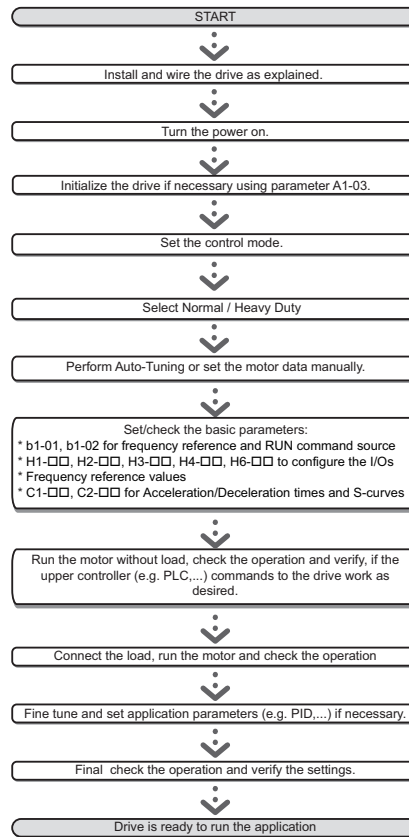 START
Install and wire the drive as explained.
Turn the power on.
Initialize the drive if necessary using parameter A1-03.
Set the control mode.
Select Normal / Heavy Duty
Perform Auto-Tuning or set the motor data manually.
Set/check the basic parameters:
* b1-01, b1-02 for frequency reference and RUN command source
* H1-□□, H2-□□, H3-□□, H4-□□, H6-□□ to configure the I/Os
* Frequency reference values
* C1-□□, C2-□□ for Acceleration/Deceleration times and S-curves
Run the motor without load, check the operation and verify, if the
upper controller (e.g. PLC,...) commands to the drive work as
desired.
Connect the load, run the motor and check the operation
Fine tune and set application parameters (e.g. PID,...) if necessary.
Final check the operation and verify the settings.
Drive is ready to run the application